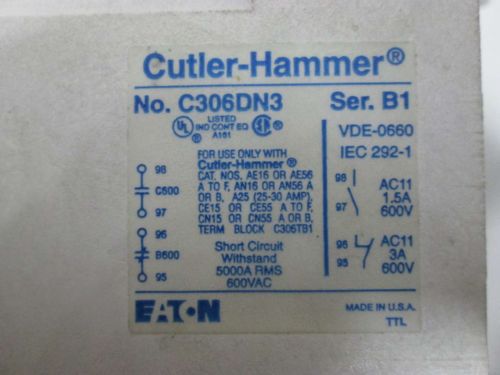 Cutler-Hammer®
No. C306DN3 Ser. B1
UL LISTED
IND CONT EQ
A161
VDE-0660
IEC 292-1
FOR USE ONLY WITH
Cutler-Hammer®
CAT. NOS. AE16 OR AE56
A TO F, AN16 OR AN56 A
OR B, A25 (25-30 AMP),
CE15 OR CE55 A TO F,
CN15 OR CN55 A OR B,
TERM BLOCK C306TB1
Short Circuit
Withstand
5000A RMS
600VAC
98
C600
97
96
B600
95
98
97
AC11
1.5A
600V
96
95
AC11
3A
600V
EATON
MADE IN U.S.A.
TTL